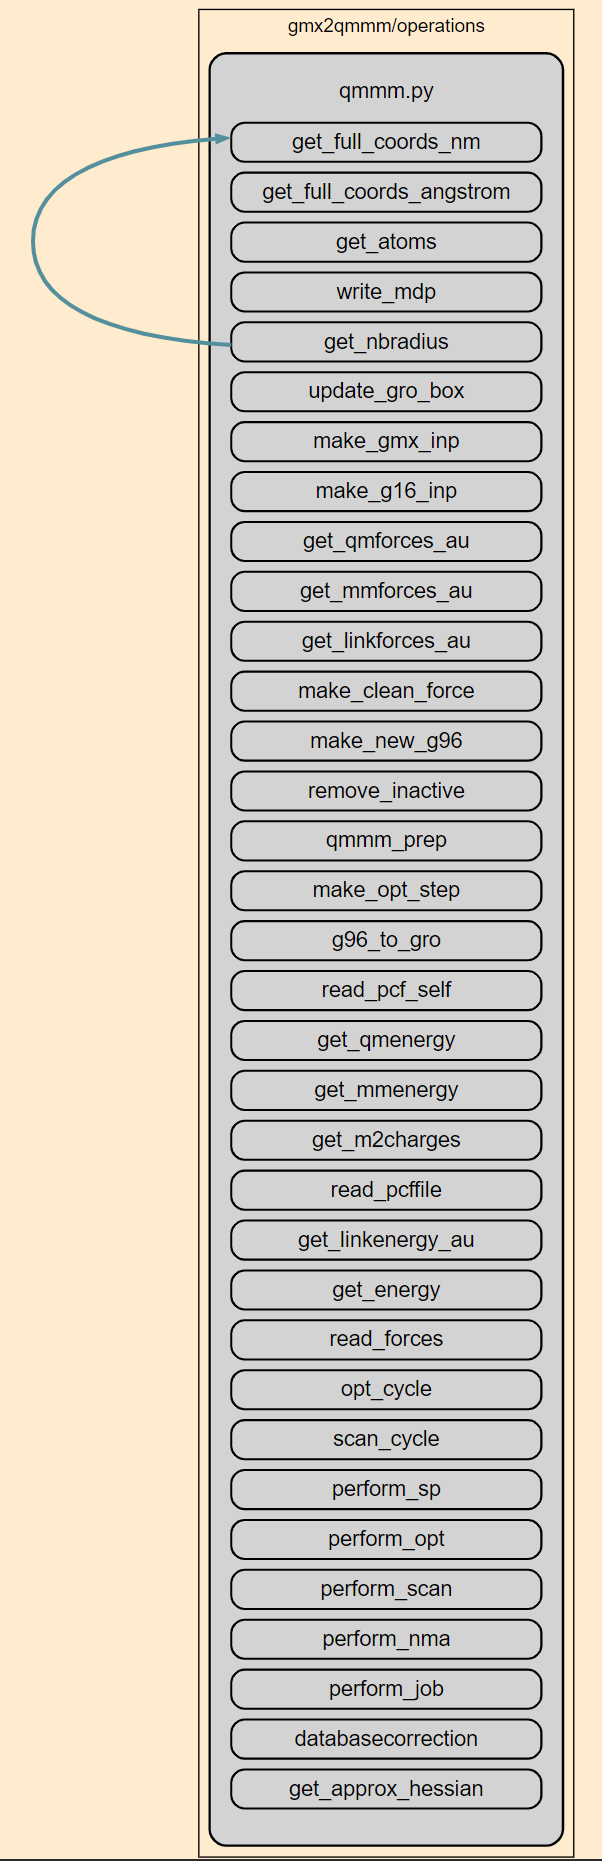 gmx2qmmm/operations
qmmm.py
get_full_coords_nm
get_full_coords_angstrom
get_atoms
write_mdp
get_nbradius
update_gro_box
make_gmx_inp
make_g16_inp
get_qmforces_au
get_mmforces_au
get_linkforces_au
make_clean_force
make_new_g96
remove_inactive
qmmm_prep
make_opt_step
g96_to_gro
read_pcf_self
get_qmenergy
get_mmenergy
get_m2charges
read_pcffile
get_linkenergy_au
get_energy
read_forces
opt_cycle
scan_cycle
perform_sp
perform_opt
perform_scan
perform_nma
perform_job
databasecorrection
get_approx_hessian